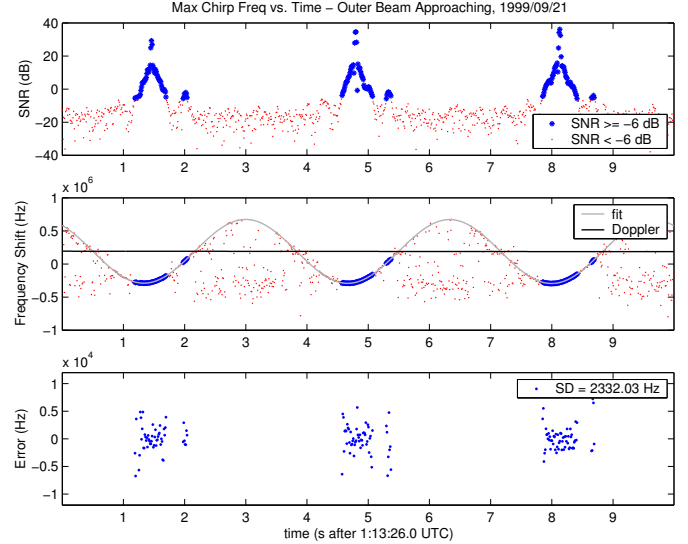 Max Chirp Freq vs. Time − Outer Beam Approaching, 1999/09/21
40
20
0
−20
40
SNR (dB)
SNR >= −6 dB
SNR < −6 dB
1 2 3 4 5 6 7 8 9
x 10^6
1
0.5
0
−0.5
−1
Frequency Shift (Hz)
fit
Doppler
1 2 3 4 5 6 7 8 9
x 10^4
1
0.5
0
−0.5
−1
Error (Hz)
SD = 2332.03 Hz
1 2 3 4 5 6 7 8 9
time (s after 1:13:26.0 UTC)